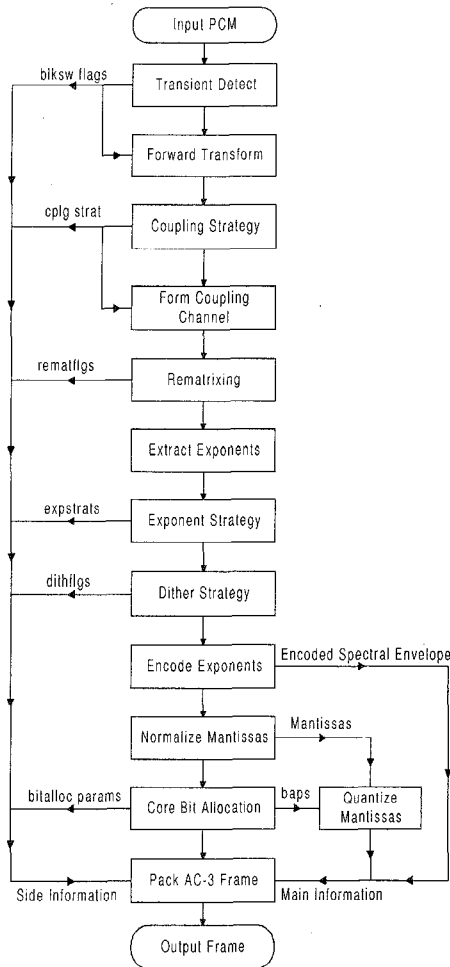 Input PCM
biksw flags
Transient Detect
Forward Transform
cplg strat
Coupling Strategy
Form Coupling
Channel
rematflgs
Rematrixing
Extract Exponents
expstrats
Exponent Strategy
dithflgs
Dither Strategy
Encode Exponents
Encoded Spectral Envelope
Normalize Mantissas
Mantissas
bitalloc params
Core Bit Allocation
baps
Quantize
Mantissas
Side Information
Pack AC-3 Frame
Main Information
Output Frame